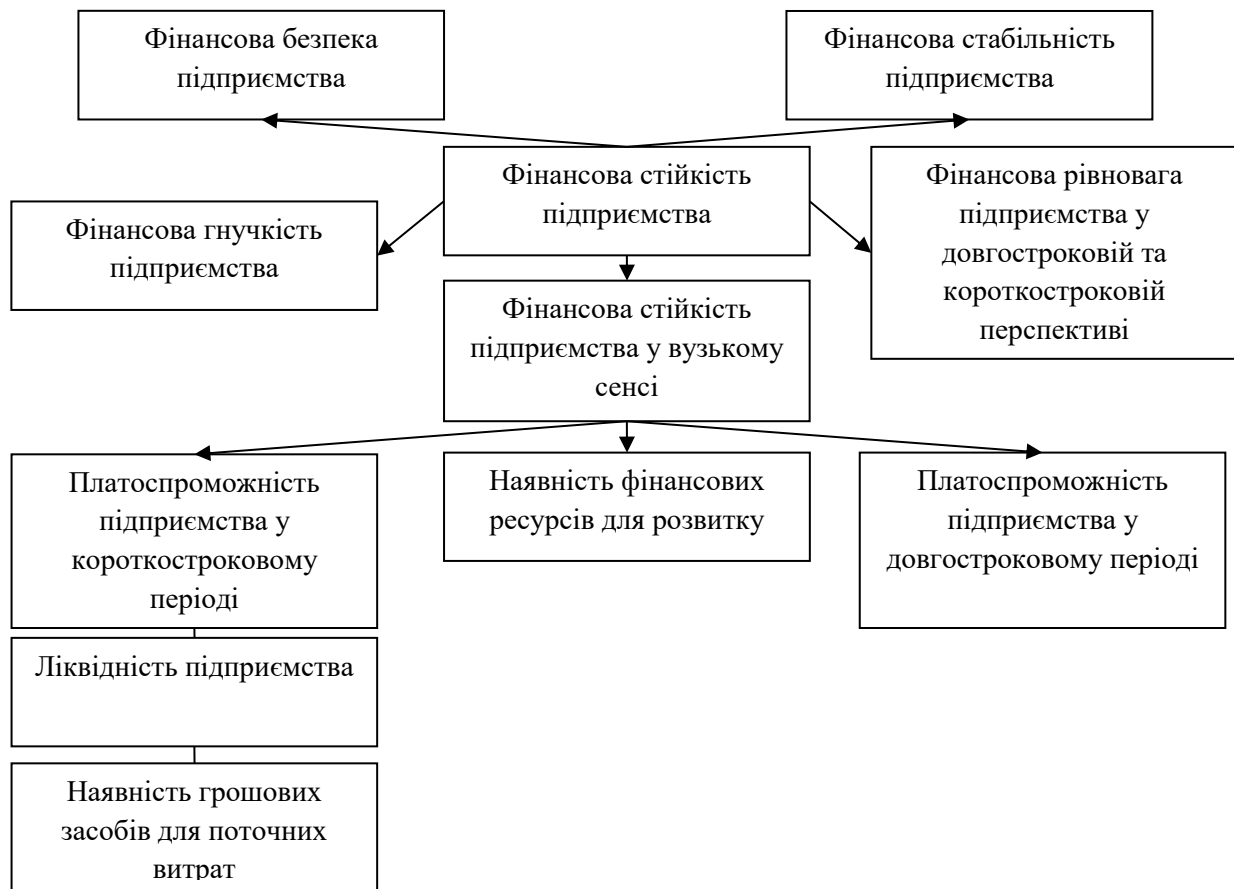 Фінансова безпека
підприємства
Фінансова стабільність
підприємства
Фінансова стійкість
підприємства
Фінансова рівновага
підприємства у
довгостроковій та
короткостроковій
перспективі
Фінансова гнучкість
підприємства
Фінансова стійкість
підприємства у вузькому
сенсі
Платоспроможність
підприємства у
короткостроковому
періоді
Наявність фінансових
ресурсів для розвитку
Платоспроможність
підприємства у
довгостроковому періоді
Ліквідність підприємства
Наявність грошових
засобів для поточних
витрат